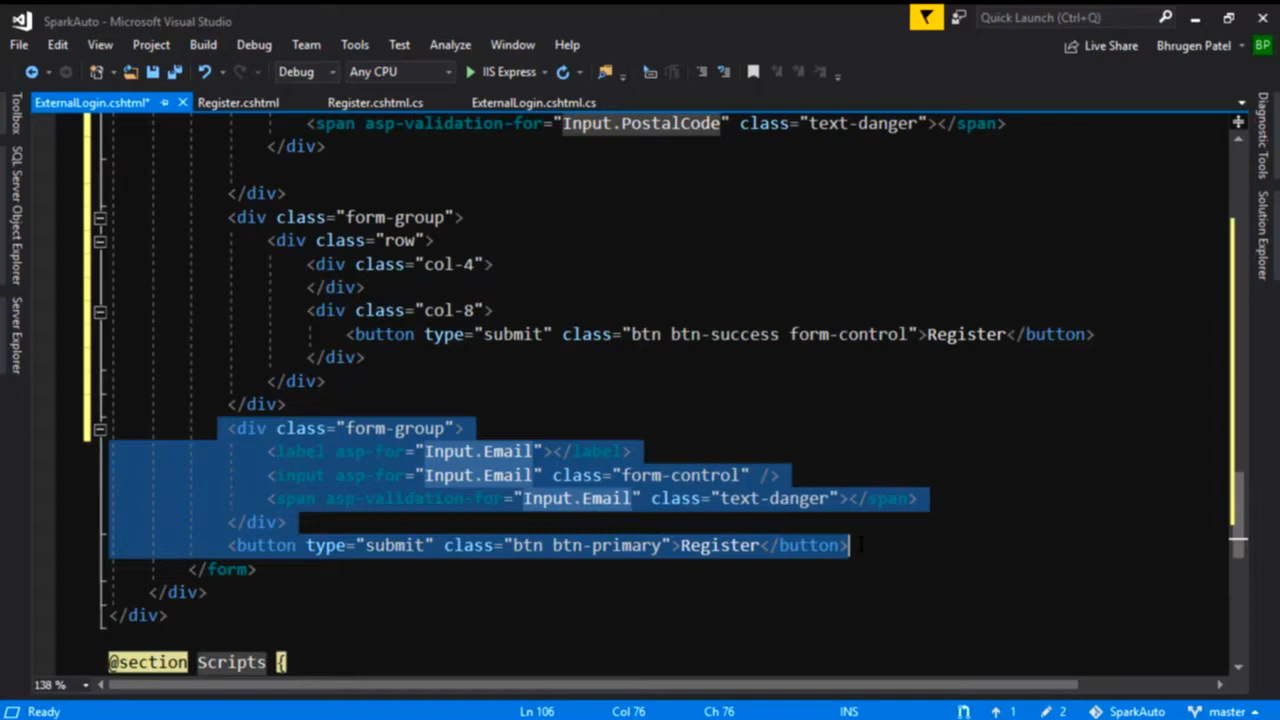 SparkAuto - Microsoft Visual Studio
Quick Launch (Ctrl+Q)
File Edit View Project Build Debug Team Tools Test Analyze Window Help
Live Share
Bhrugen Patel
BP
Debug
Any CPU
IIS Express
ExternalLogin.cshtml*
Register.cshtml
Register.cshtml.cs
ExternalLogin.cshtml.cs
Toolbox
SQL Server Object Explorer
Server Explorer
Diagnostic Tools
Solution Explorer
<span asp-validation-for="Input.PostalCode" class="text-danger"></span>
</div>
</div>
<div class="form-group">
<div class="row">
<div class="col-4">
</div>
<div class="col-8">
<button type="submit" class="btn btn-success form-control">Register</button>
</div>
</div>
</div>
<div class="form-group">
<label asp-for="Input.Email"></label>
<input asp-for="Input.Email" class="form-control" />
<span asp-validation-for="Input.Email" class="text-danger"></span>
</div>
<button type="submit" class="btn btn-primary">Register</button>
</form>
</div>
</div>
@section Scripts {
138 %
Ready
Ln 106
Col 76
Ch 76
INS
1
2
SparkAuto
master